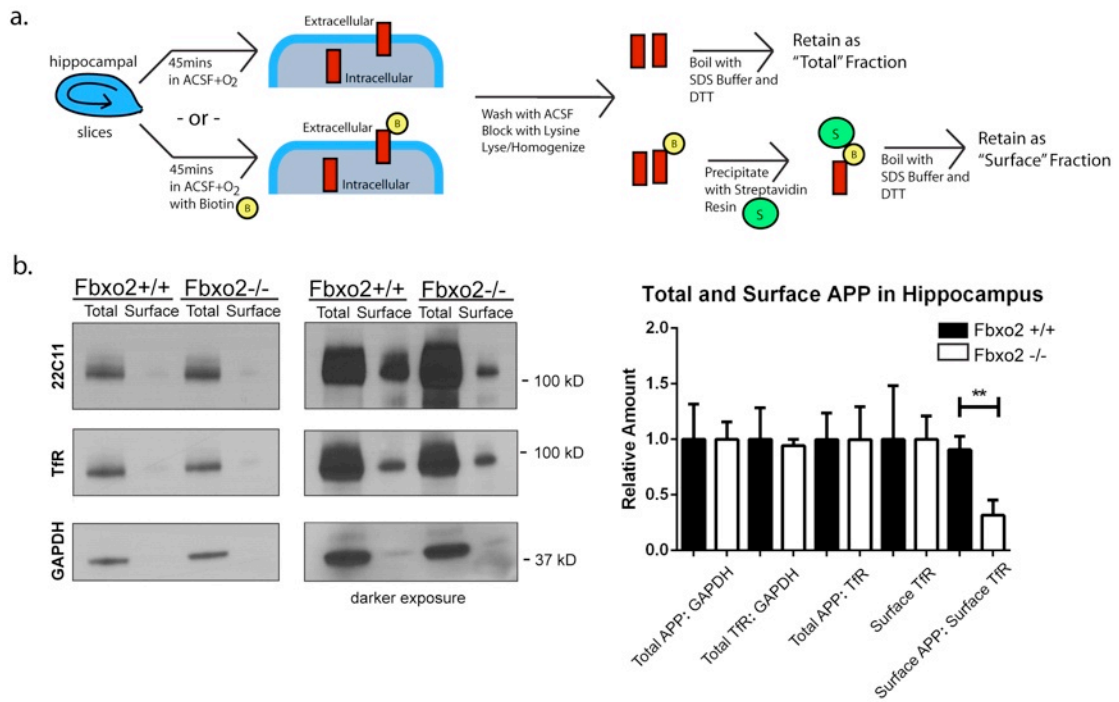 a.
hippocampal
slices
45mins
in ACSF+O2
- or -
45mins
in ACSF+O2
with Biotin
B
Extracellular
Intracellular
Extracellular
B
Intracellular
Wash with ACSF
Block with Lysine
Lyse/Homogenize
Boil with
SDS Buffer and
DTT
Retain as
"Total" Fraction
B
Precipitate
with Streptavidin
Resin
S
S
B
Boil with
SDS Buffer and
DTT
Retain as
"Surface" Fraction
b.
Fbxo2+/+ Fbxo2-/-
Total Surface Total Surface
Fbxo2+/+ Fbxo2-/-
Total Surface Total Surface
22C11
- 100 kD
TfR
- 100 kD
GAPDH
- 37 kD
darker exposure
Total and Surface APP in Hippocampus
Fbxo2 +/+
Fbxo2 -/-
**
Relative Amount
2.0
1.5
1.0
0.5
0.0
Total APP: GAPDH
Total TfR: GAPDH
Total APP: TfR
Surface TfR
Surface APP: Surface TfR